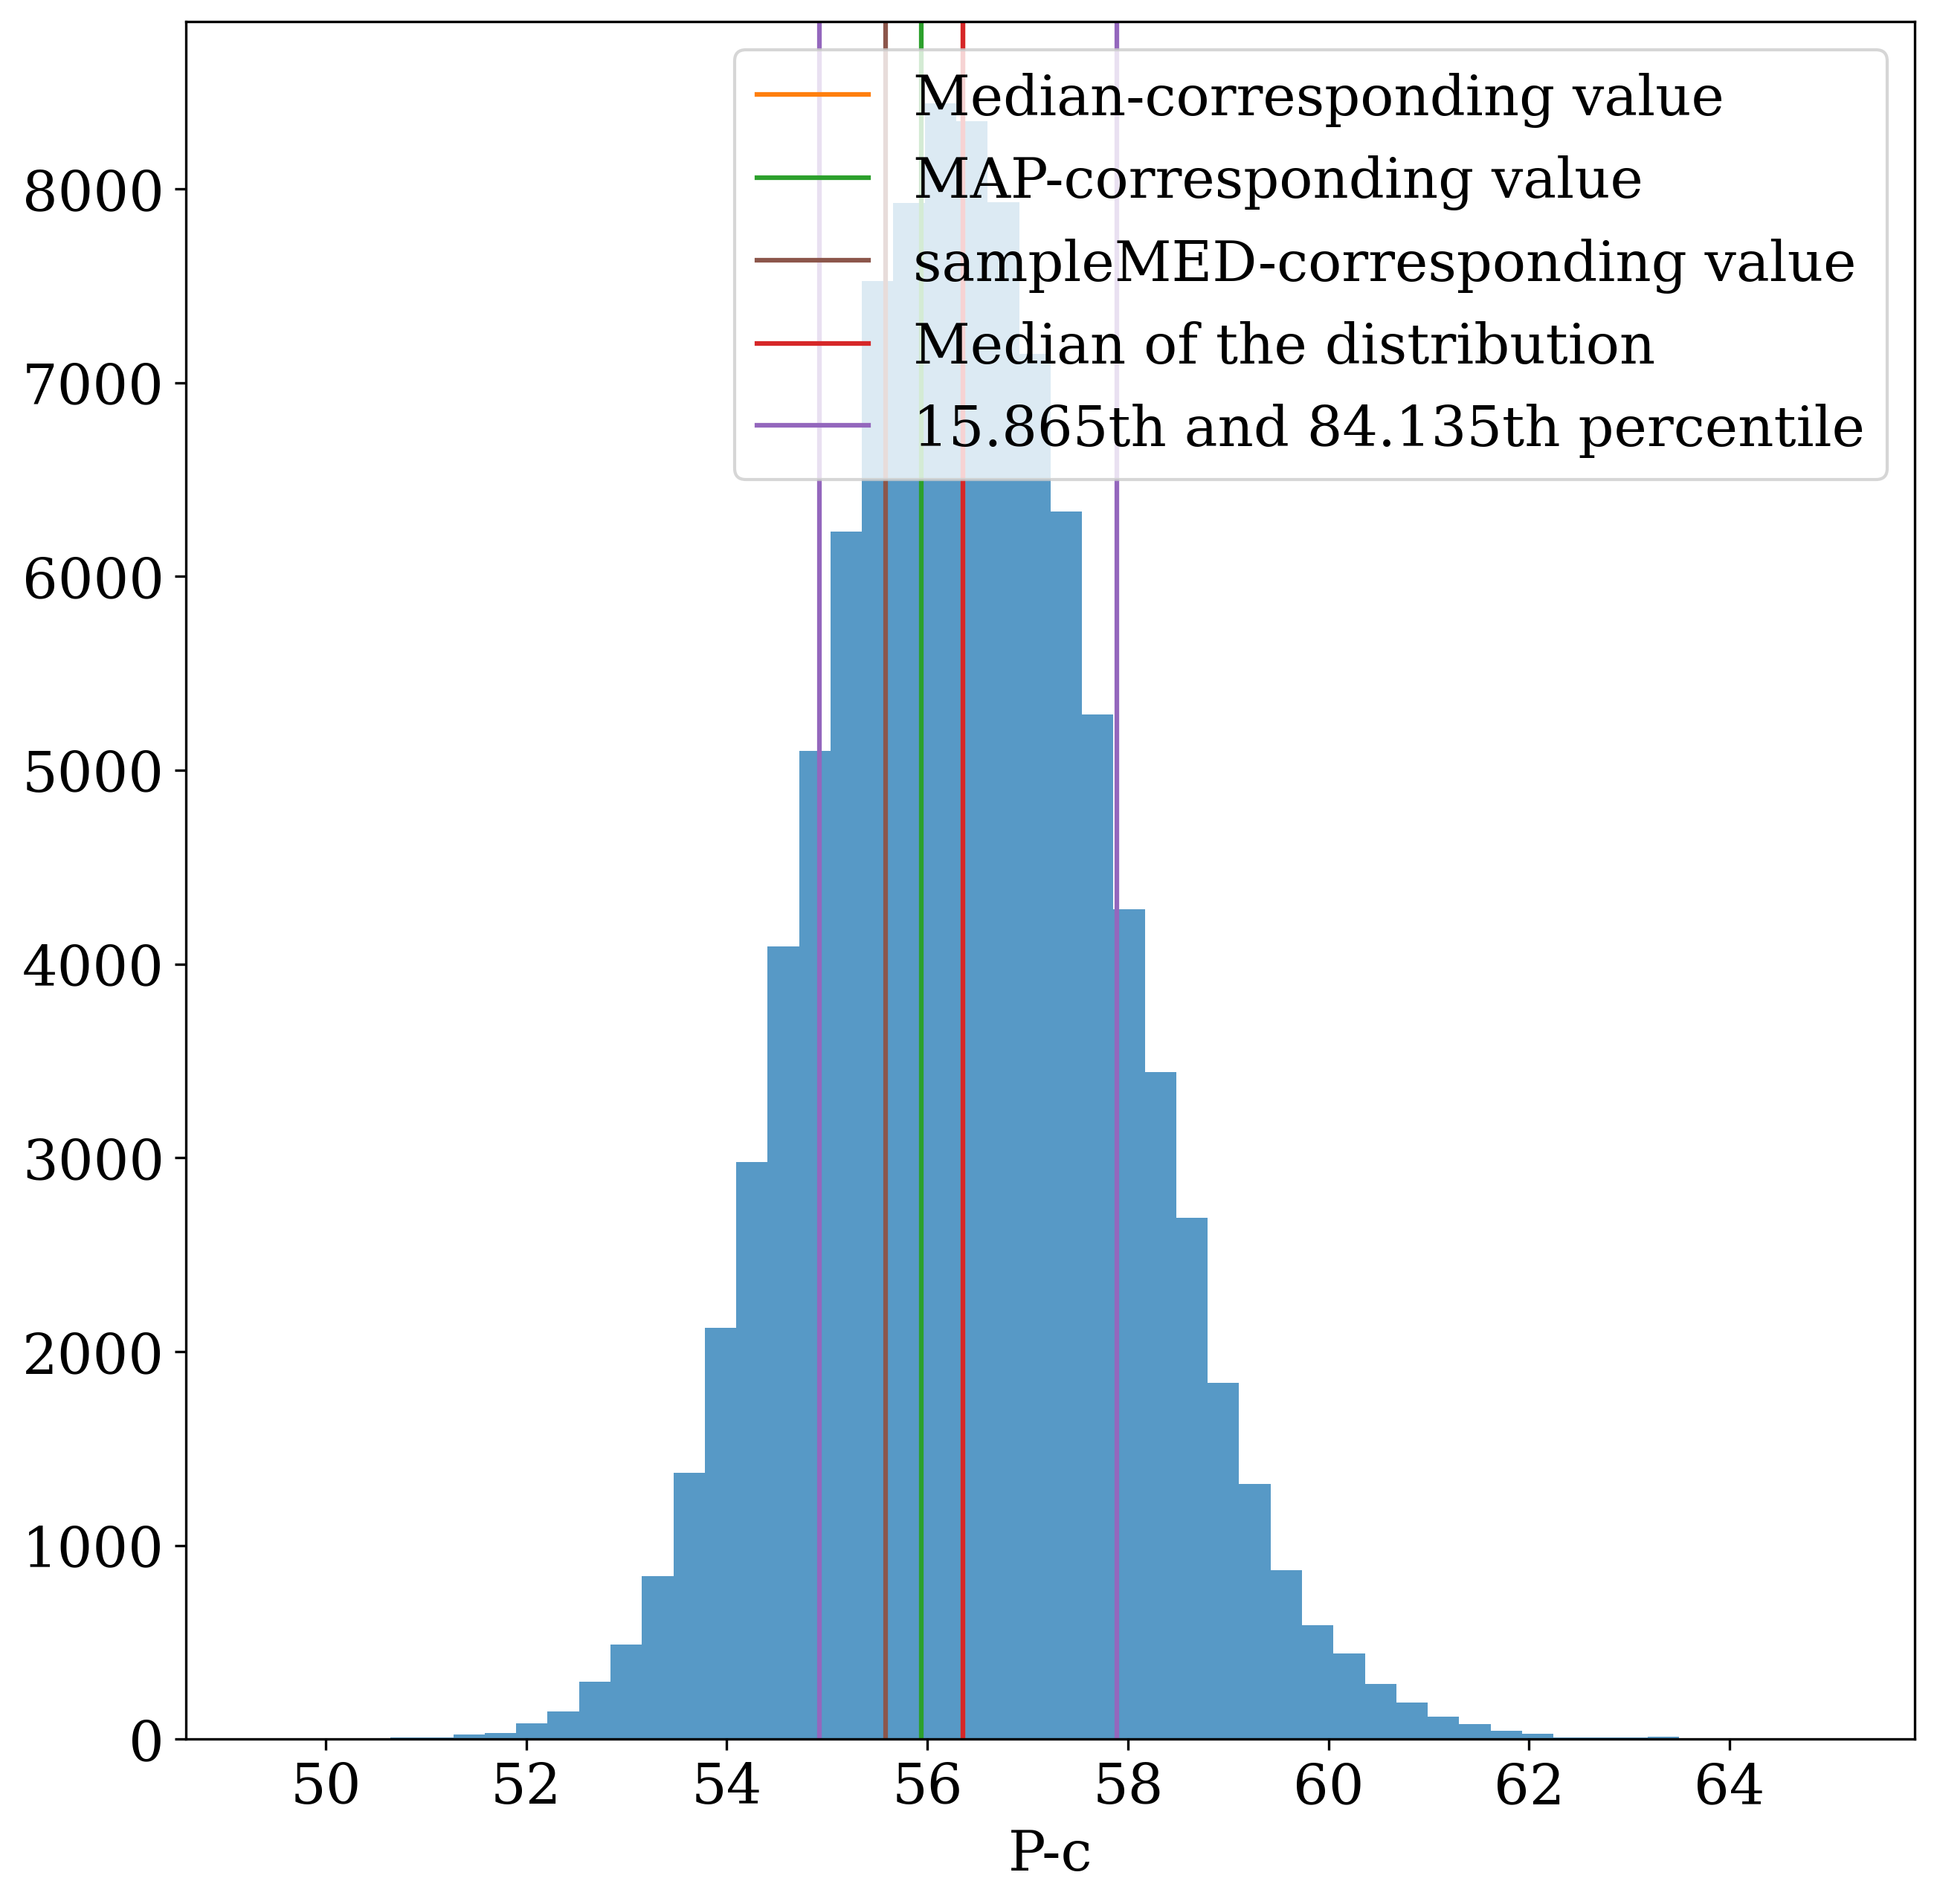 Median-corresponding value
MAP-corresponding value
sampleMED-corresponding value
Median of the distribution
15.865th and 84.135th percentile
8000
7000
6000
5000
4000
3000
2000
1000
0
50 52 54 56 58 60 62 64
P-c